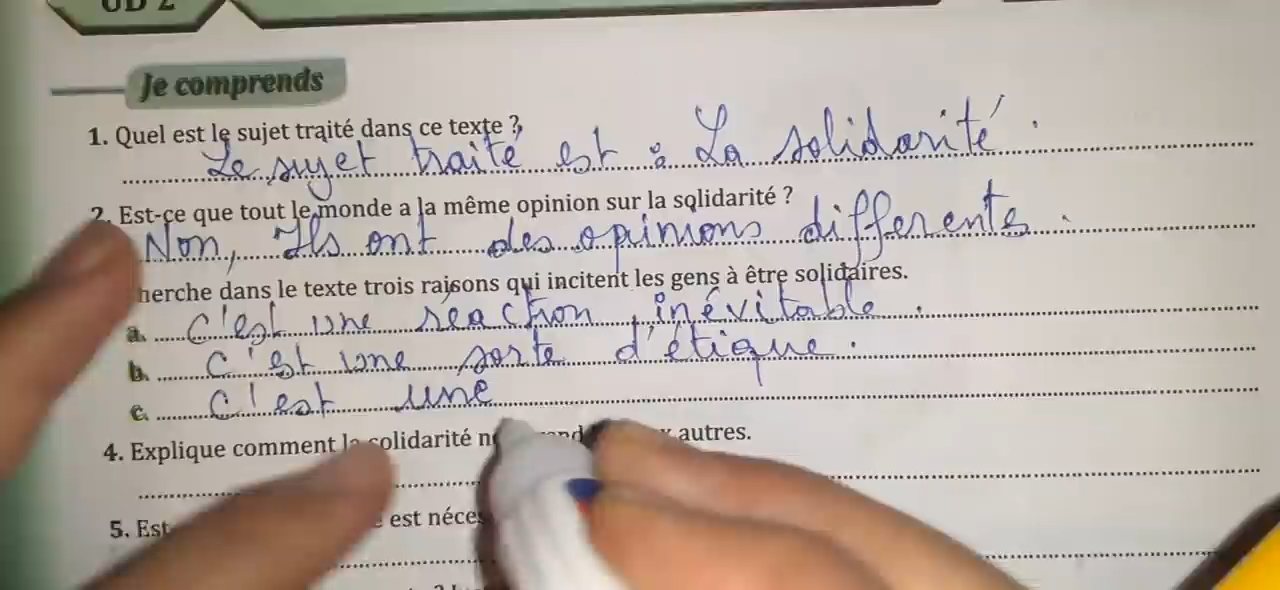 UD 2
Je comprends
1. Quel est le sujet traité dans ce texte ?
Le sujet traité est : La solidarité.
2. Est-ce que tout le monde a la même opinion sur la solidarité ?
Non, Ils ont des opinions differents.
herche dans le texte trois raisons qui incitent les gens à être solidaires.
a. C'est une réaction inévitable.
b. C'est une sorte d'étique.
c. C'est une
4. Explique comment la solidarité autres.
5. Est est néces